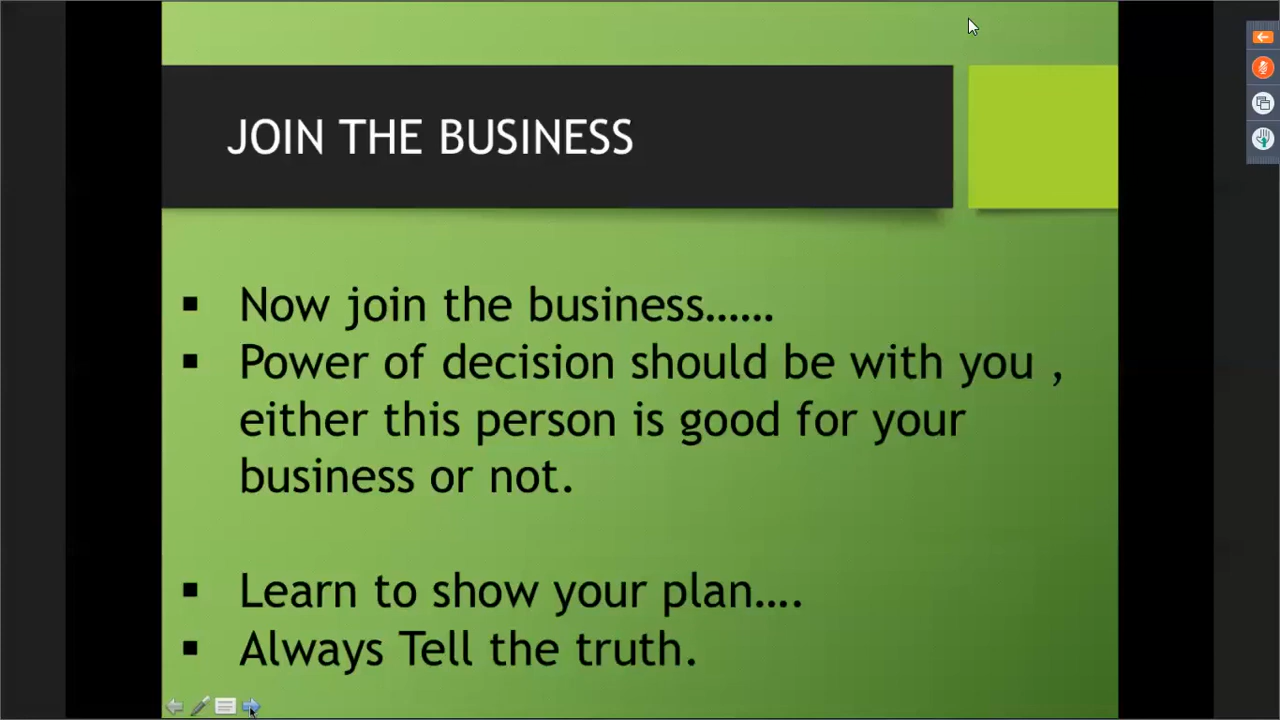 JOIN THE BUSINESS
Now join the business......
Power of decision should be with you ,
either this person is good for your
business or not.
Learn to show your plan....
Always Tell the truth.